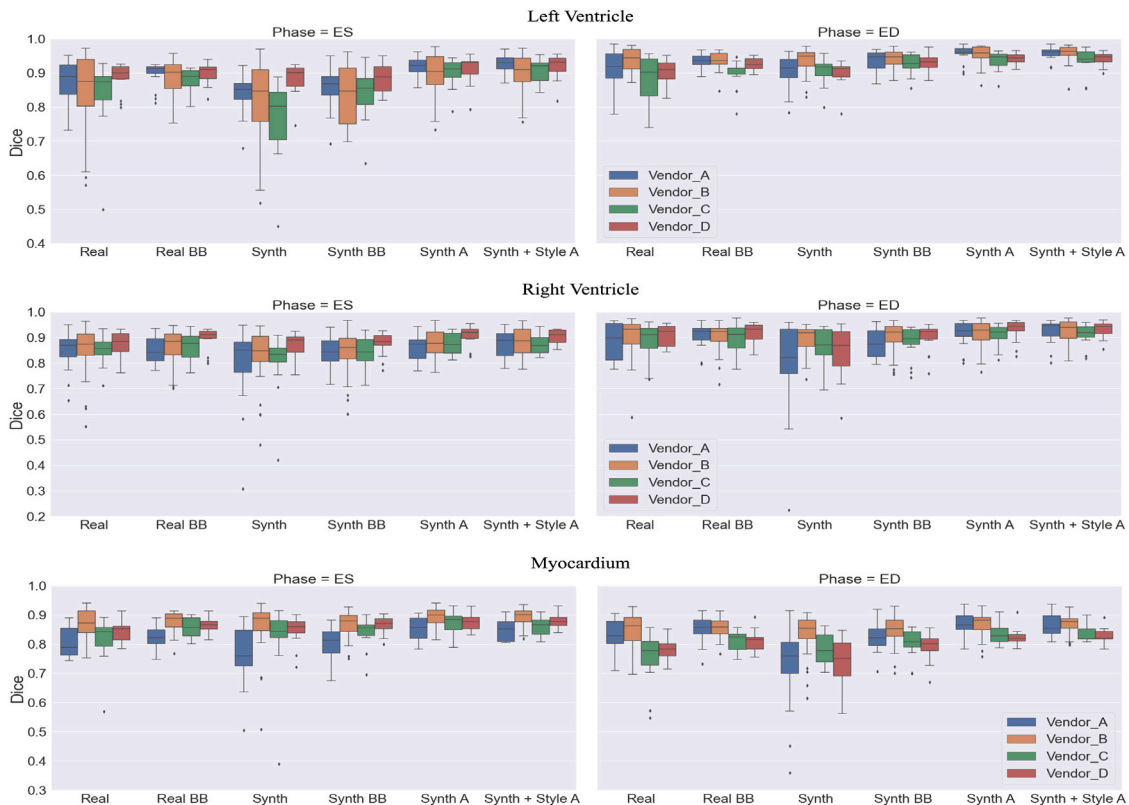 Left Ventricle
Phase = ES
Phase = ED
1.0
0.9
0.8
0.7
0.6
0.5
0.4
Dice
Vendor_A
Vendor_B
Vendor_C
Vendor_D
Real Real BB Synth Synth BB Synth A Synth + Style A
Real Real BB Synth Synth BB Synth A Synth + Style A
Right Ventricle
Phase = ES
Phase = ED
1.0
0.9
0.8
0.7
0.6
0.5
0.4
0.3
0.2
Dice
Vendor_A
Vendor_B
Vendor_C
Vendor_D
Real Real BB Synth Synth BB Synth A Synth + Style A
Real Real BB Synth Synth BB Synth A Synth + Style A
Myocardium
Phase = ES
Phase = ED
1.0
0.9
0.8
0.7
0.6
0.5
0.4
0.3
Dice
Vendor_A
Vendor_B
Vendor_C
Vendor_D
Real Real BB Synth Synth BB Synth A Synth + Style A
Real Real BB Synth Synth BB Synth A Synth + Style A